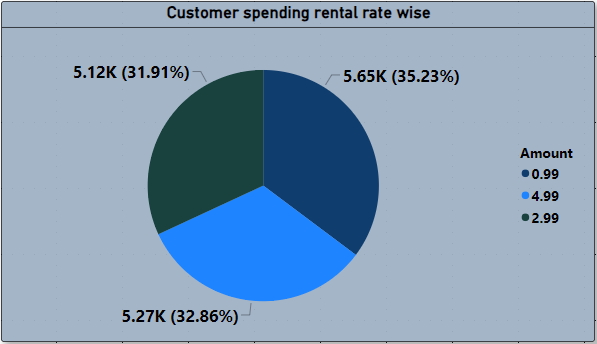 Customer spending rental rate wise
5.12K (31.91%)
5.65K (35.23%)
Amount
0.99
4.99
2.99
5.27K (32.86%)